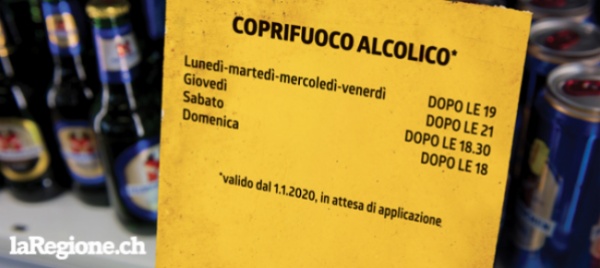 COPRIFUOCO ALCOLICO*
Lunedì-martedì-mercoledì-venerdì DOPO LE 19
Giovedì DOPO LE 21
Sabato DOPO LE 18.30
Domenica DOPO LE 18
*valido dal 1.1.2020, in attesa di applicazione
laRegione.ch